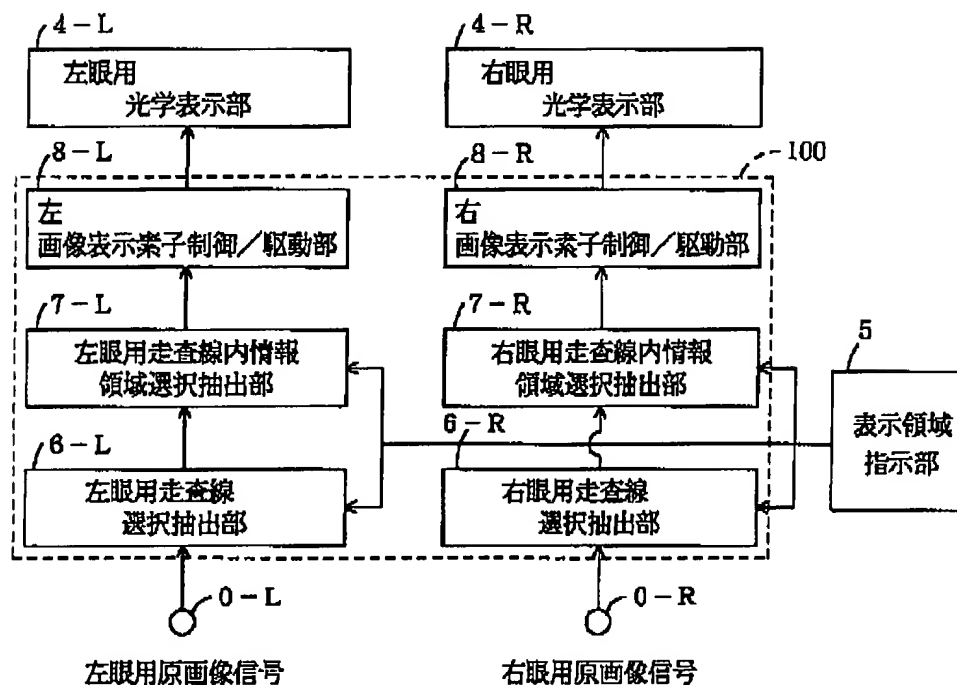 4-L
4-R
左眼用
光学表示部
右眼用
光学表示部
8-L
8-R
100
左
画像表示素子制御/駆動部
右
画像表示素子制御/駆動部
7-L
7-R
左眼用走査線内情報
領域選択抽出部
右眼用走査線内情報
領域選択抽出部
5
表示領域
指示部
6-L
6-R
左眼用走査線
選択抽出部
右眼用走査線
選択抽出部
0-L
0-R
左眼用原画像信号
右眼用原画像信号